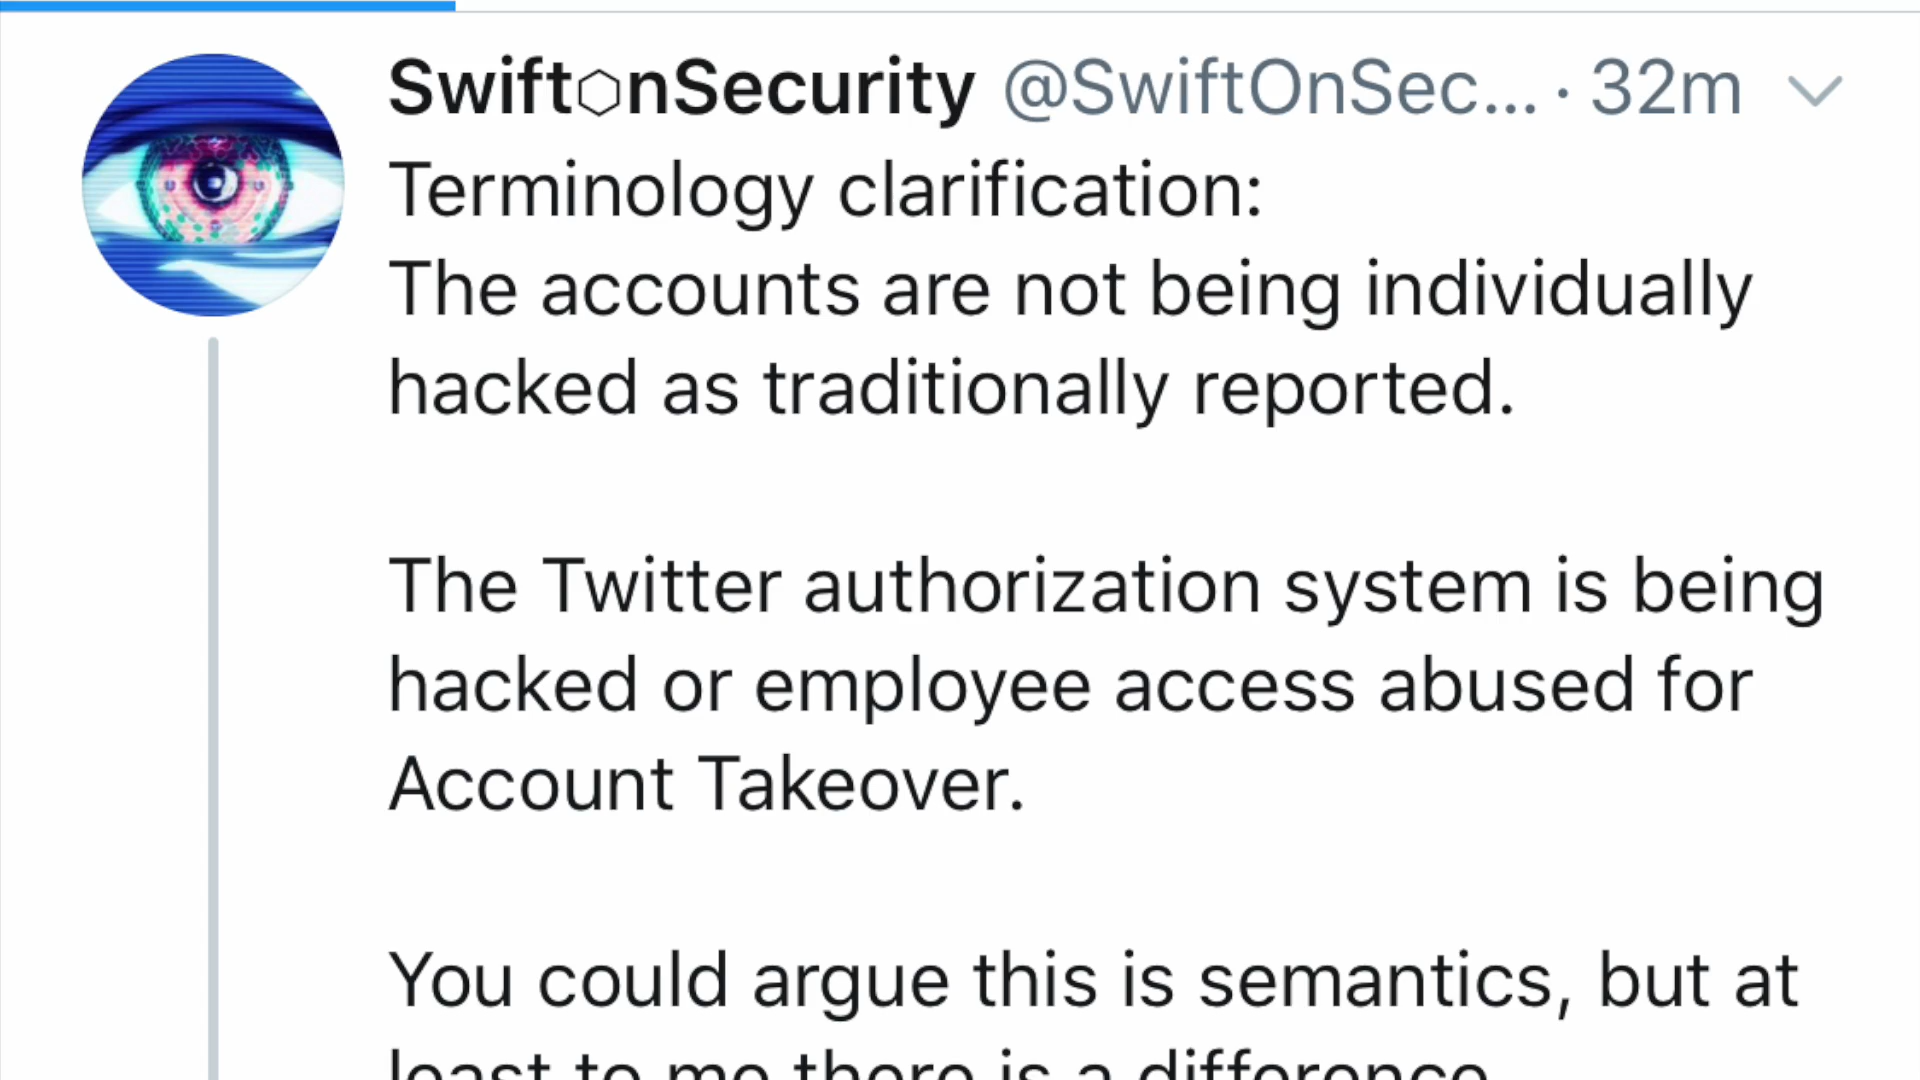 Swift⬡nSecurity @SwiftOnSec... · 32m
Terminology clarification:
The accounts are not being individually
hacked as traditionally reported.
The Twitter authorization system is being
hacked or employee access abused for
Account Takeover.
You could argue this is semantics, but at
least to me there is a difference